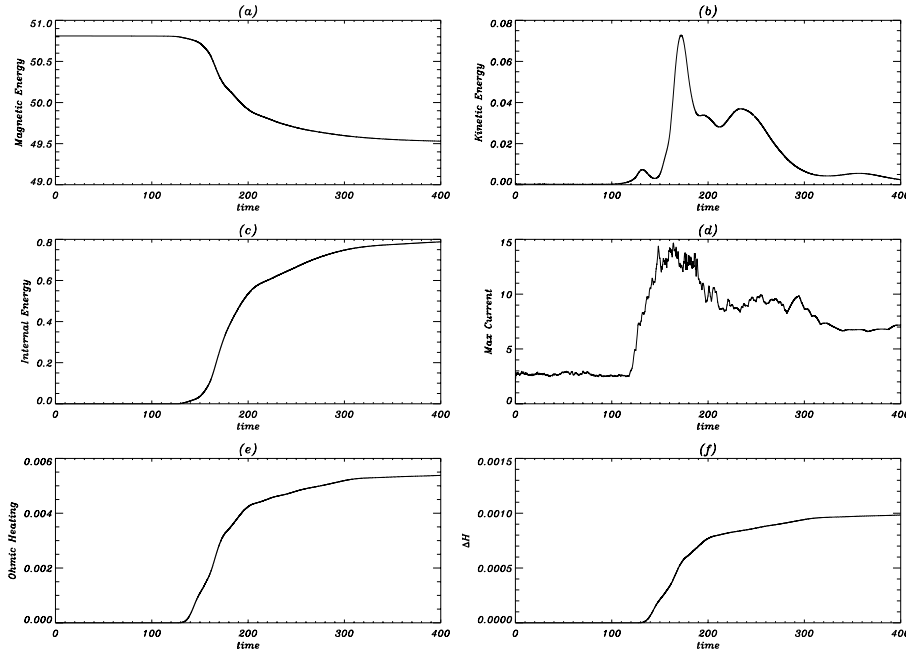 (a)
51.0
50.5
50.0
49.5
49.0
Magnetic Energy
0 100 200 300 400
time
(b)
0.08
0.06
0.04
0.02
0.00
Kinetic Energy
0 100 200 300 400
time
(c)
0.8
0.6
0.4
0.2
0.0
Internal Energy
0 100 200 300 400
time
(d)
15
10
5
0
Max Current
0 100 200 300 400
time
(e)
0.006
0.004
0.002
0.000
Ohmic Heating
0 100 200 300 400
time
(f)
0.0015
0.0010
0.0005
0.0000
ΔH
0 100 200 300 400
time